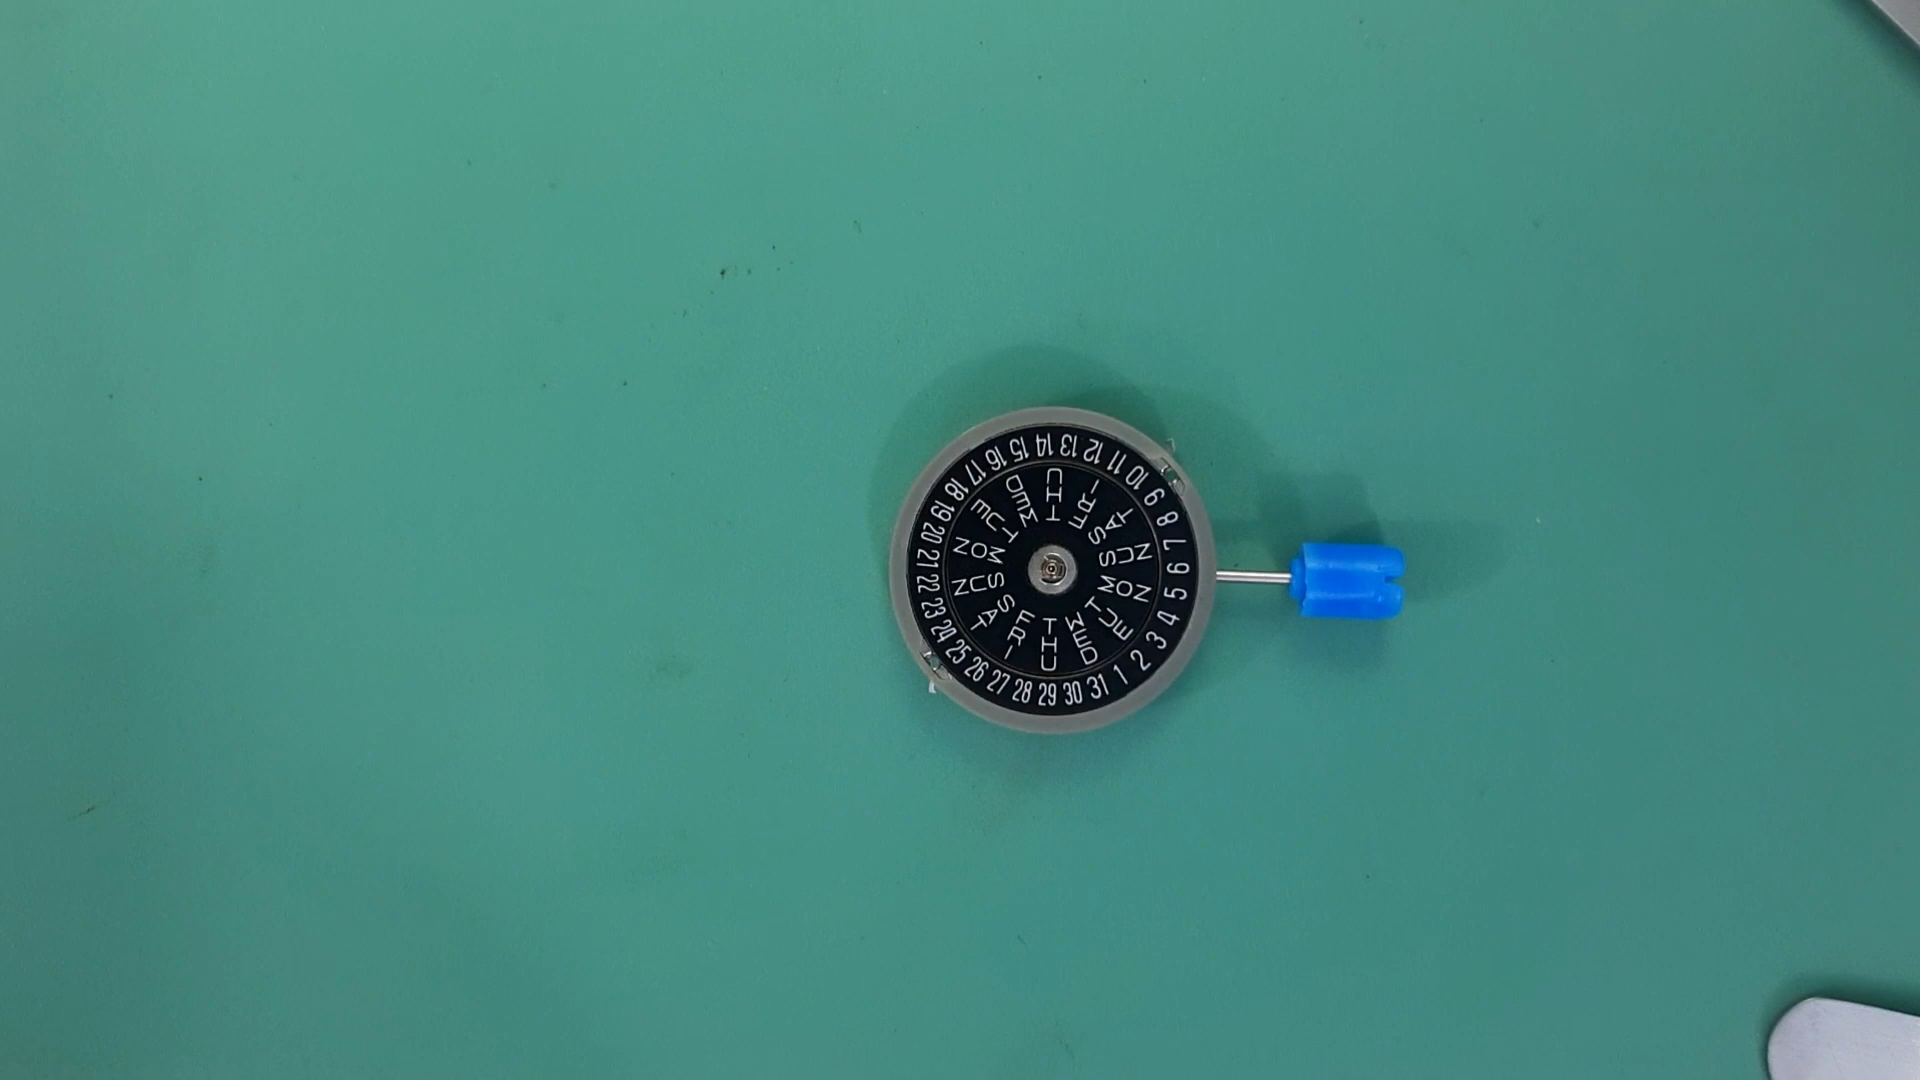 1 2 3 4 5 6 7 8 9 10 11 12 13 14 15 16 17 18 19 20 21 22 23 24 25 26 27 28 29 30 31
THU
FRI
SAT
SUN
MON
TUE
WED
THU
FRI
SAT
SUN
MON
TUE
WED